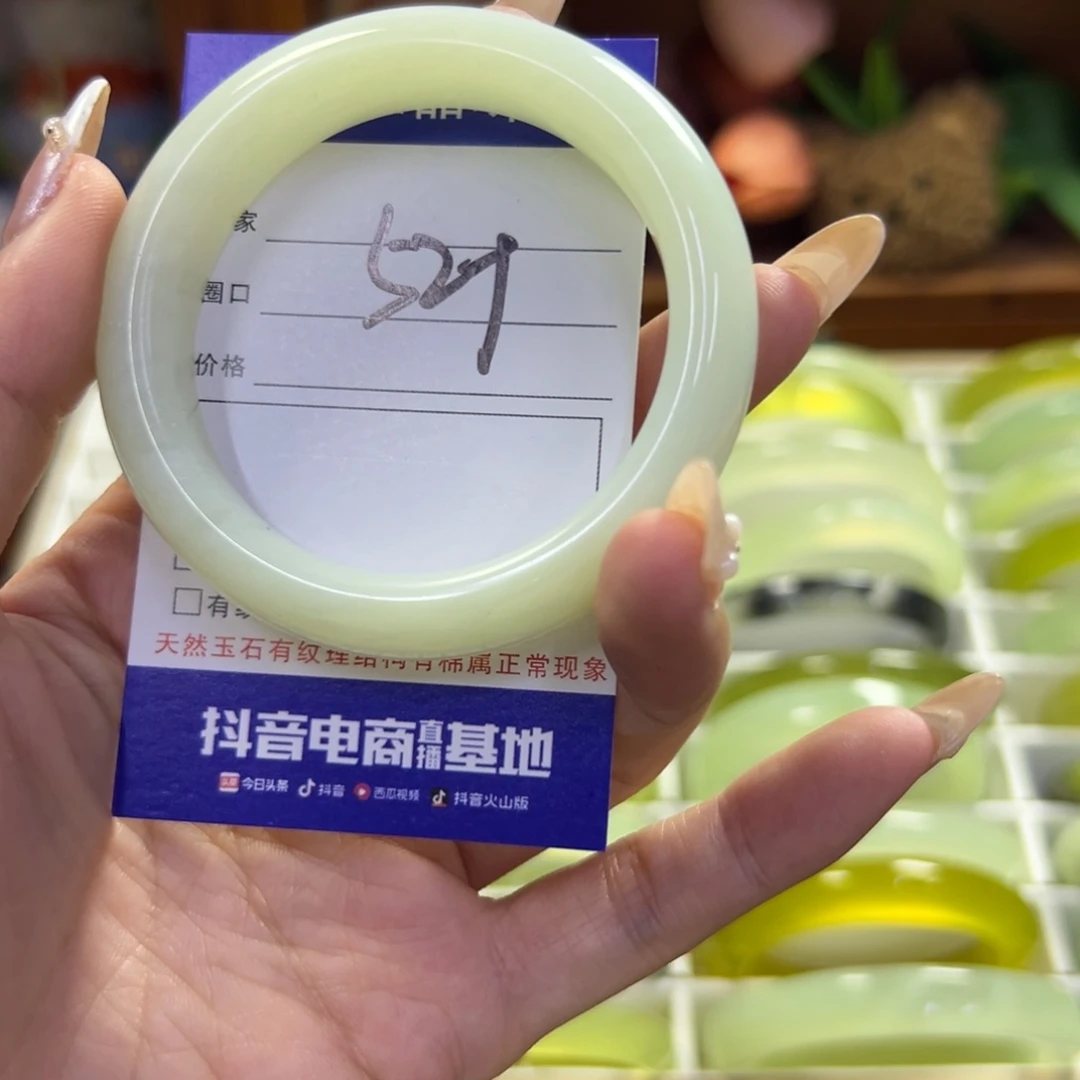 家
圈口
价格
有纹
天然玉石有纹理结构有棉属正常现象
抖音电商直播基地
今日头条 抖音 西瓜视频 抖音火山版